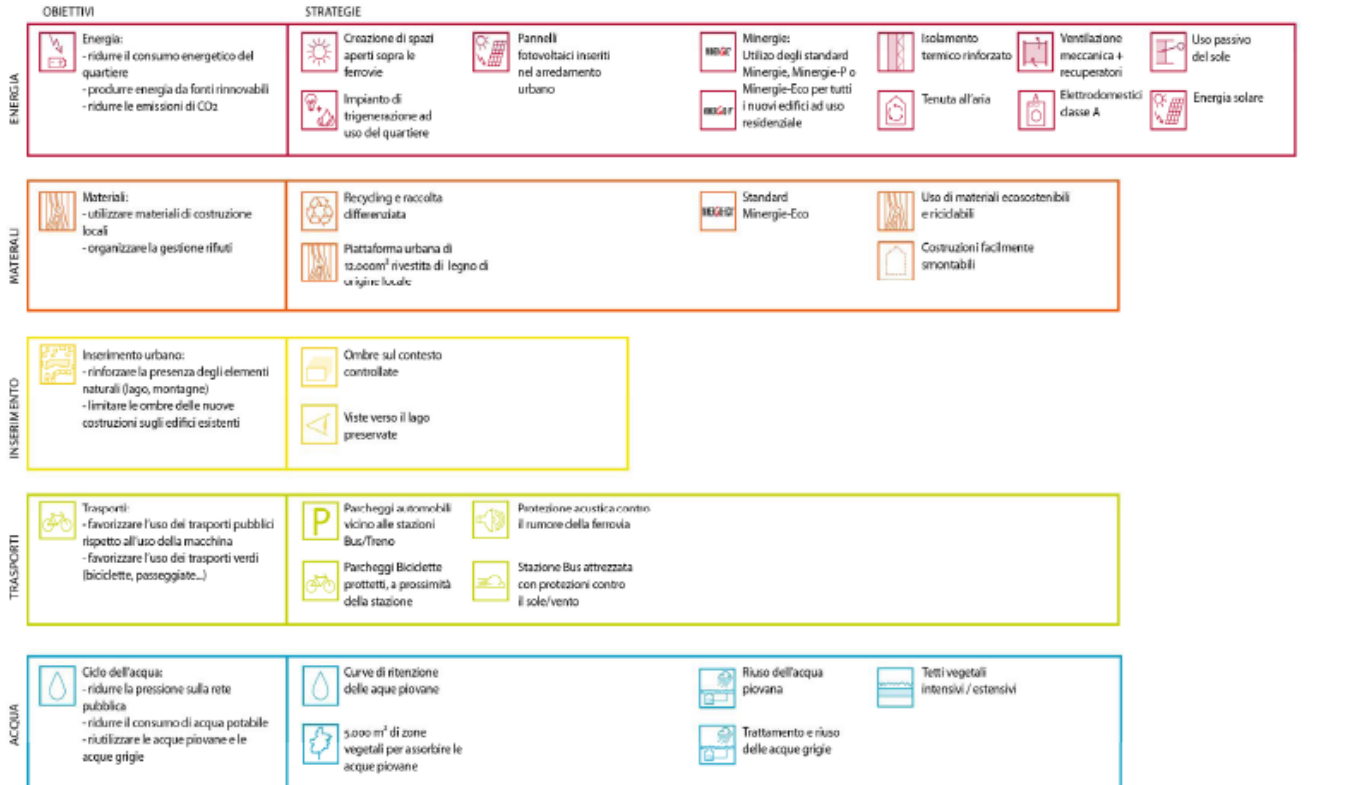 OBIETTIVI
STRATEGIE
ENERGIA
Energia:
- ridurre il consumo energetico del
quartiere
- produrre energia da fonti rinnovabili
- ridurre le emissioni di CO2
Creazione di spazi
aperti sopra le
ferrovie
Impianto di
trigenerazione ad
uso del quartiere
Pannelli
fotovoltaici inseriti
nel arredamento
urbano
Minergie:
Utilizo degli standard
Minergie, Minergie-P o
Minergie-Eco per tutti
i nuovi edifici ad uso
residenziale
Isolamento
termico rinforzato
Tenuta all'aria
Ventilazione
meccanica +
recuperatori
Elettrodomestici
classe A
Uso passivo
del sole
Energia solare
MATERALI
Materiali:
- utilizzare materiali di costruzione
locali
- organizzare la gestione rifiuti
Recycling e raccolta
differenziata
Piattaforma urbana di
12.000m² rivestita di legno di
origine locale
Standard
Minergie-Eco
Uso di materiali ecosostenibili
e riciclabili
Costruzioni facilmente
smontabili
INSERIMENTO
Inserimento urbano:
- rinforzare la presenza degli elementi
naturali (lago, montagne)
- limitare le ombre delle nuove
costruzioni sugli edifici esistenti
Ombre sul contesto
controllate
Viste verso il lago
preservate
TRASPORTI
Trasporti:
- favorizzare l'uso dei trasporti pubblici
rispetto all'uso della macchina
- favorizzare l'uso dei trasporti verdi
(biciclette, passeggiate...)
P
Parcheggi automobili
vicino alle stazioni
Bus/Treno
Parcheggi Biciclette
prottetti, a prossimità
della stazione
Protezione acustica contro
il rumore della ferrovia
Stazione Bus attrezzata
con protezioni contro
il sole/vento
ACQUA
Ciclo dell'acqua:
- ridurre la pressione sulla rete
pubblica
- ridurre il consumo di acqua potabile
- riutilizzare le acque piovane e le
acque grigie
Curve di ritenzione
delle aque piovane
5.000 m² di zone
vegetali per assorbire le
acque piovane
Riuso dell'acqua
piovana
Trattamento e riuso
delle acque grigie
Tetti vegetali
intensivi / estensivi